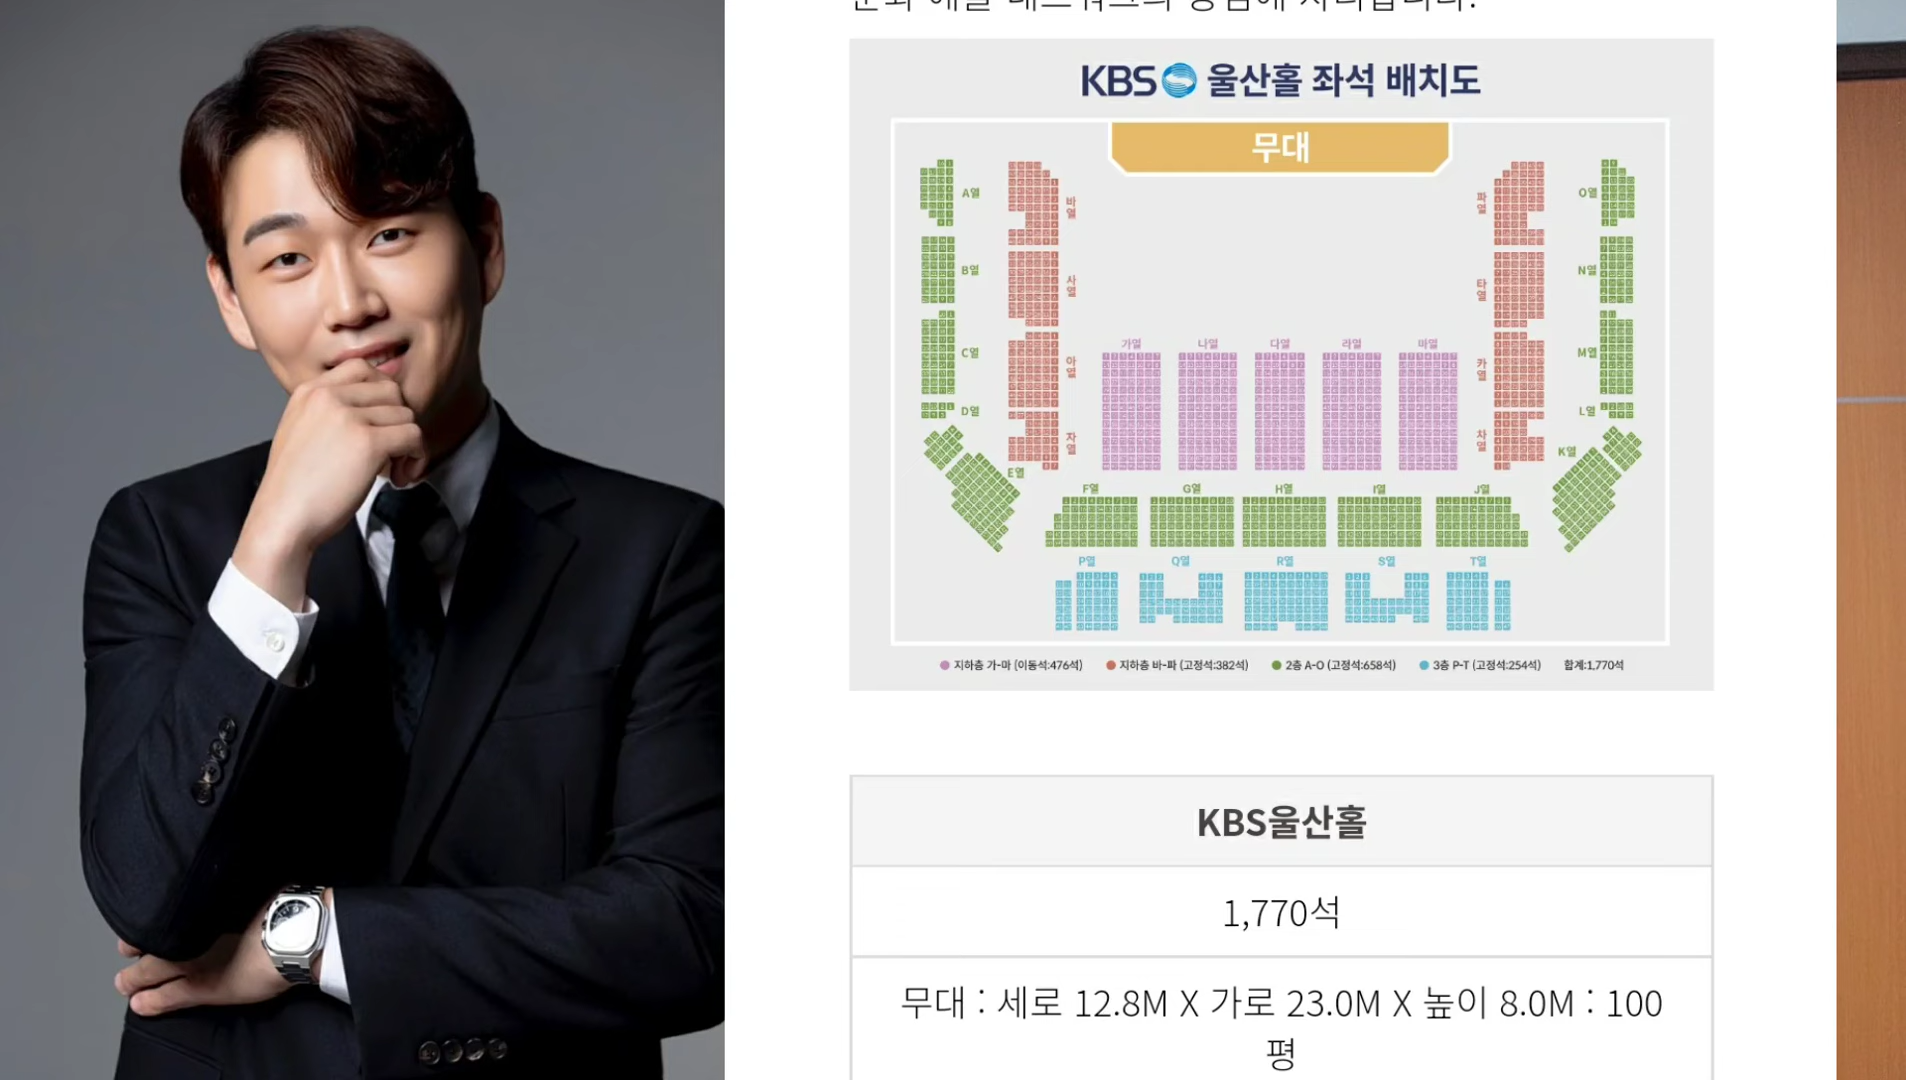 KBS 울산홀 좌석 배치도
무대
A열
바열
파열
O열
B열
사열
타열
N열
가열 나열 다열 라열 마열
C열
아열
카열
M열
D열
자열
차열
L열
E열
K열
F열 G열 H열 I열 J열
P열 Q열 R열 S열 T열
지하층 가-마 (이동석:476석) 지하층 바-파 (고정석:382석) 2층 A-O (고정석:658석) 3층 P-T (고정석:254석) 합계:1,770석
KBS울산홀
1,770석
무대 : 세로 12.8M X 가로 23.0M X 높이 8.0M : 100
평